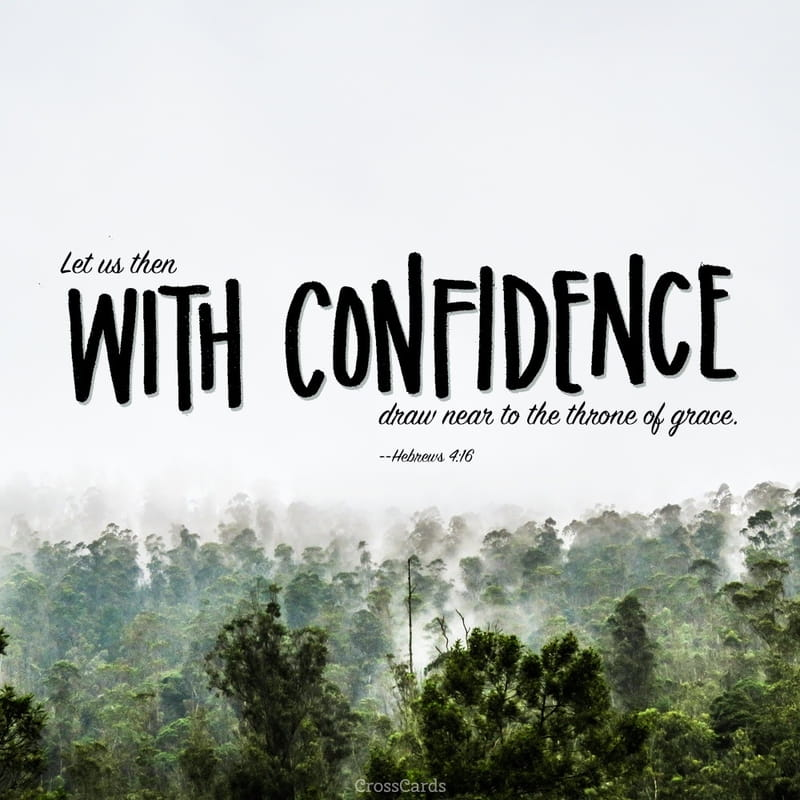 Let us then
WITH CONFIDENCE
draw near to the throne of grace.
--Hebrews 4:16
CrossCards